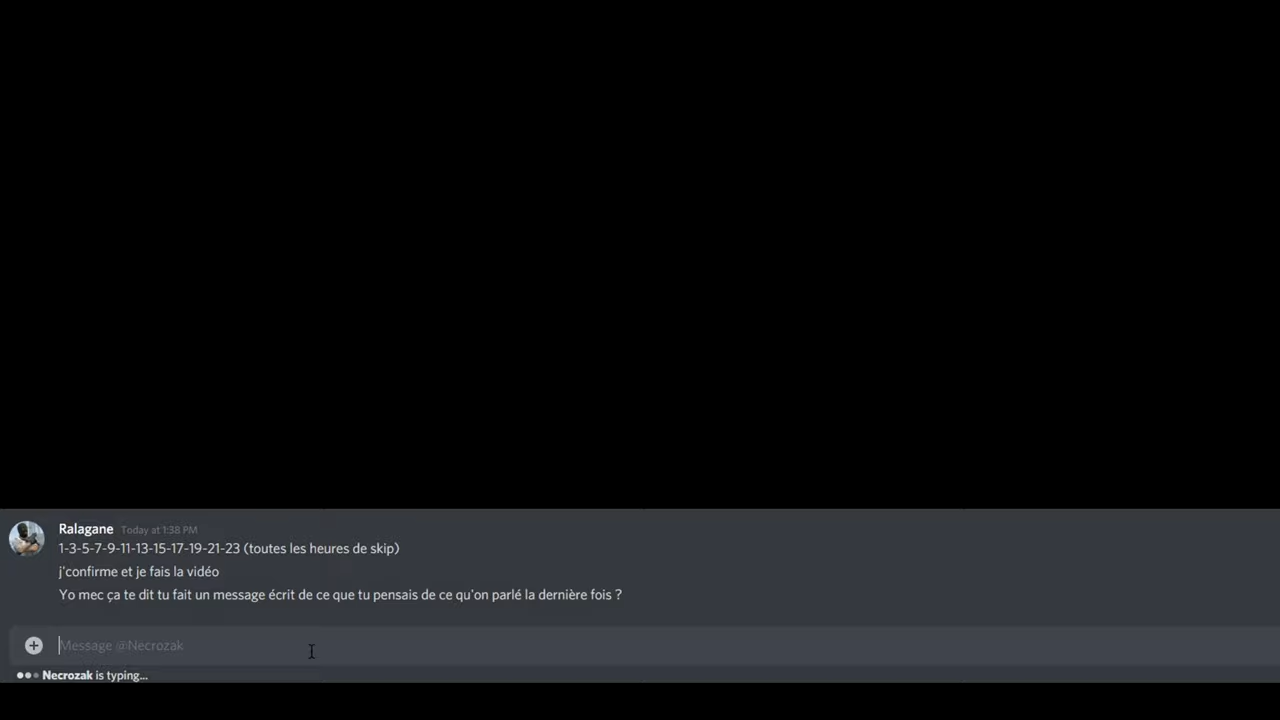 Ralagane Today at 1:38 PM
1-3-5-7-9-11-13-15-17-19-21-23 (toutes les heures de skip)
j'confirme et je fais la vidéo
Yo mec ça te dit tu fait un message écrit de ce que tu pensais de ce qu'on parlé la dernière fois ?
Message @Necrozak
Necrozak is typing...